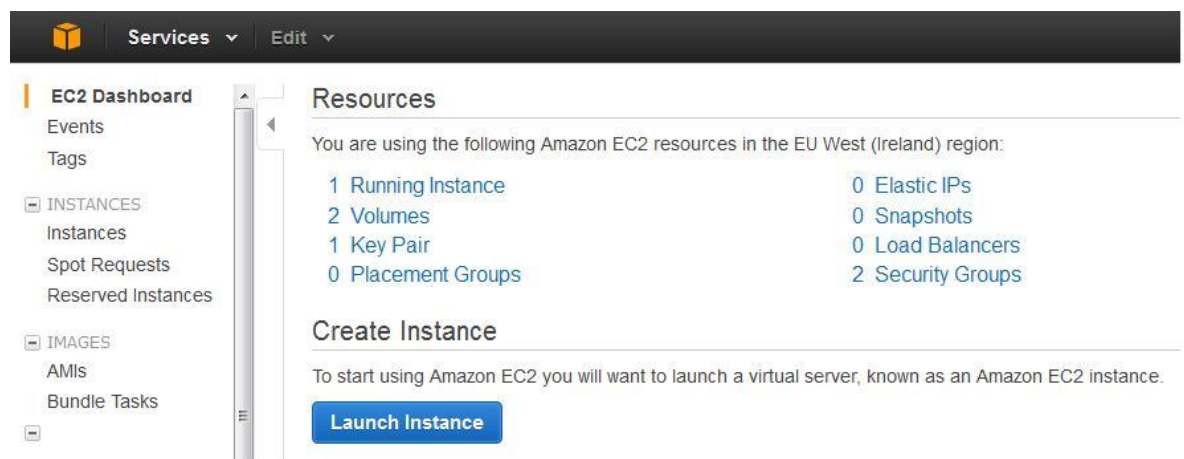 Services Edit
EC2 Dashboard
Events
Tags
INSTANCES
Instances
Spot Requests
Reserved Instances
IMAGES
AMIs
Bundle Tasks
Resources
You are using the following Amazon EC2 resources in the EU West (Ireland) region:
1 Running Instance
2 Volumes
1 Key Pair
0 Placement Groups
0 Elastic IPs
0 Snapshots
0 Load Balancers
2 Security Groups
Create Instance
To start using Amazon EC2 you will want to launch a virtual server, known as an Amazon EC2 instance.
Launch Instance